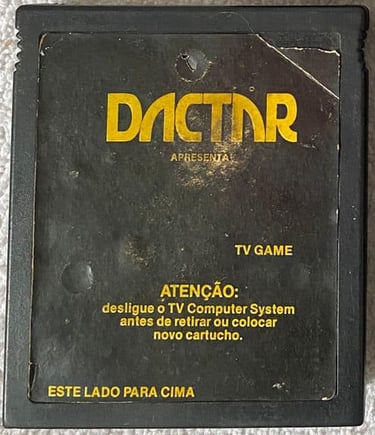 DACTAR
APRESENTA
TV GAME
ATENÇÃO:
desligue o TV Computer System
antes de retirar ou colocar
novo cartucho.
ESTE LADO PARA CIMA